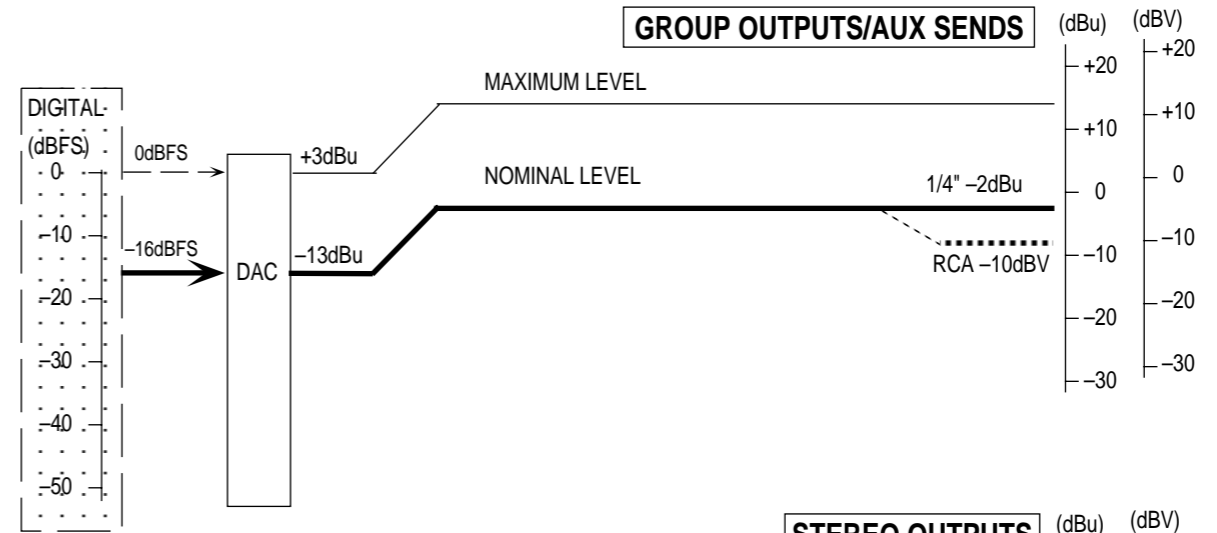 GROUP OUTPUTS/AUX SENDS
(dBu)
(dBV)
DIGITAL
(dBFS)
0
–10
–20
–30
–40
–50
0dBFS
–16dBFS
DAC
+3dBu
–13dBu
MAXIMUM LEVEL
NOMINAL LEVEL
1/4" –2dBu
RCA –10dBV
+20
+10
0
–10
–20
–30
+20
+10
0
–10
–20
–30
STEREO OUTPUTS
(dBu)
(dBV)